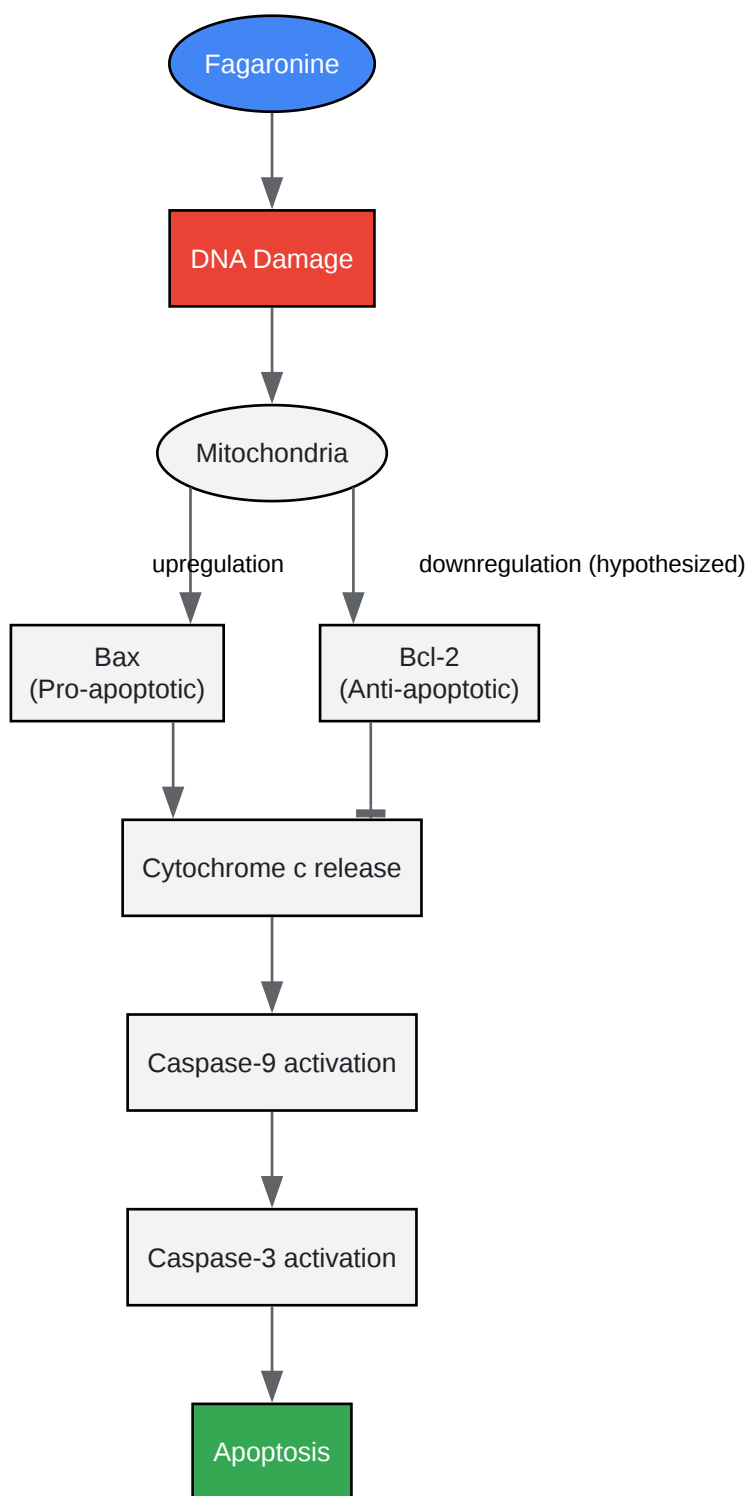 Fagaronine
DNA Damage
Mitochondria
upregulation
downregulation (hypothesized)
Bax
(Pro-apoptotic)
Bcl-2
(Anti-apoptotic)
Cytochrome c release
Caspase-9 activation
Caspase-3 activation
Apoptosis